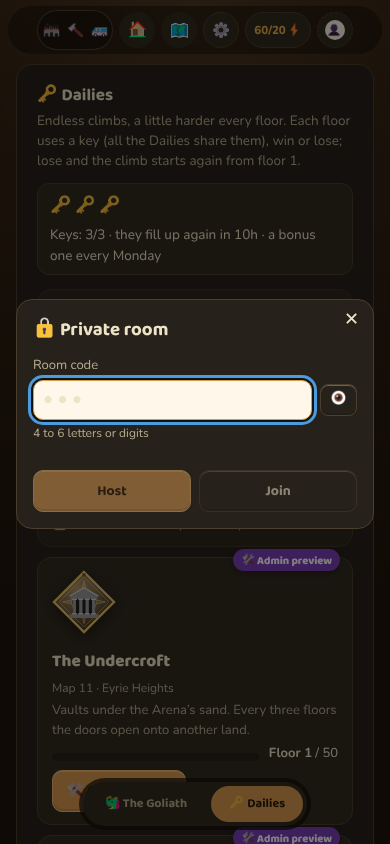 60/20
Dailies
Endless climbs, a little harder every floor. Each floor
uses a key (all the Dailies share them), win or lose;
lose and the climb starts again from floor 1.
Keys: 3/3 · they fill up again in 10h · a bonus
one every Monday
Private room
×
Room code
4 to 6 letters or digits
Host
Join
Admin preview
The Undercroft
Map 11 · Eyrie Heights
Vaults under the Arena’s sand. Every three floors
the doors open onto another land.
Floor 1 / 50
The Goliath
Dailies
Admin preview